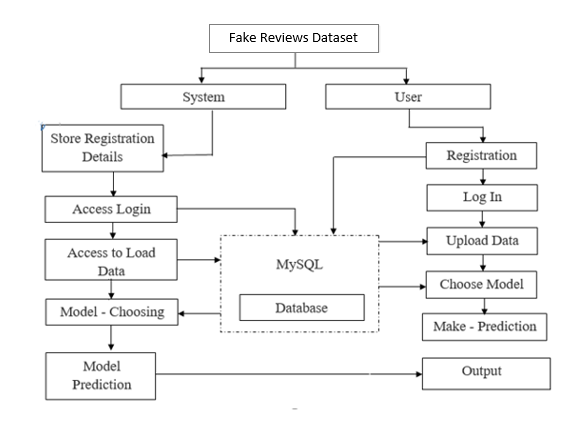 Fake Reviews Dataset
System
User
Store Registration
Details
Registration
Access Login
Log In
Access to Load
Data
MySQL
Upload Data
Database
Choose Model
Model - Choosing
Make - Prediction
Model
Prediction
Output